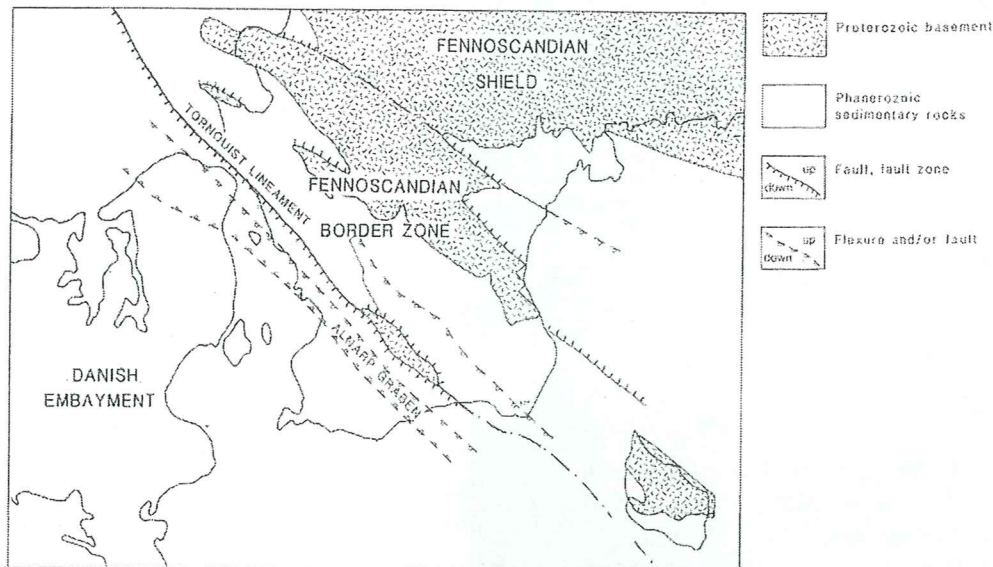 FENNOSCANDIAN
SHIELD
TORNQUIST LINEAMENT
FENNOSCANDIAN
BORDER ZONE
ALNARP GRABEN
DANISH
EMBAYMENT
Proterozoic basement
Phanerozoic
sedimentary rocks
up
down
Fault, fault zone
up
down
Flexure and/or fault